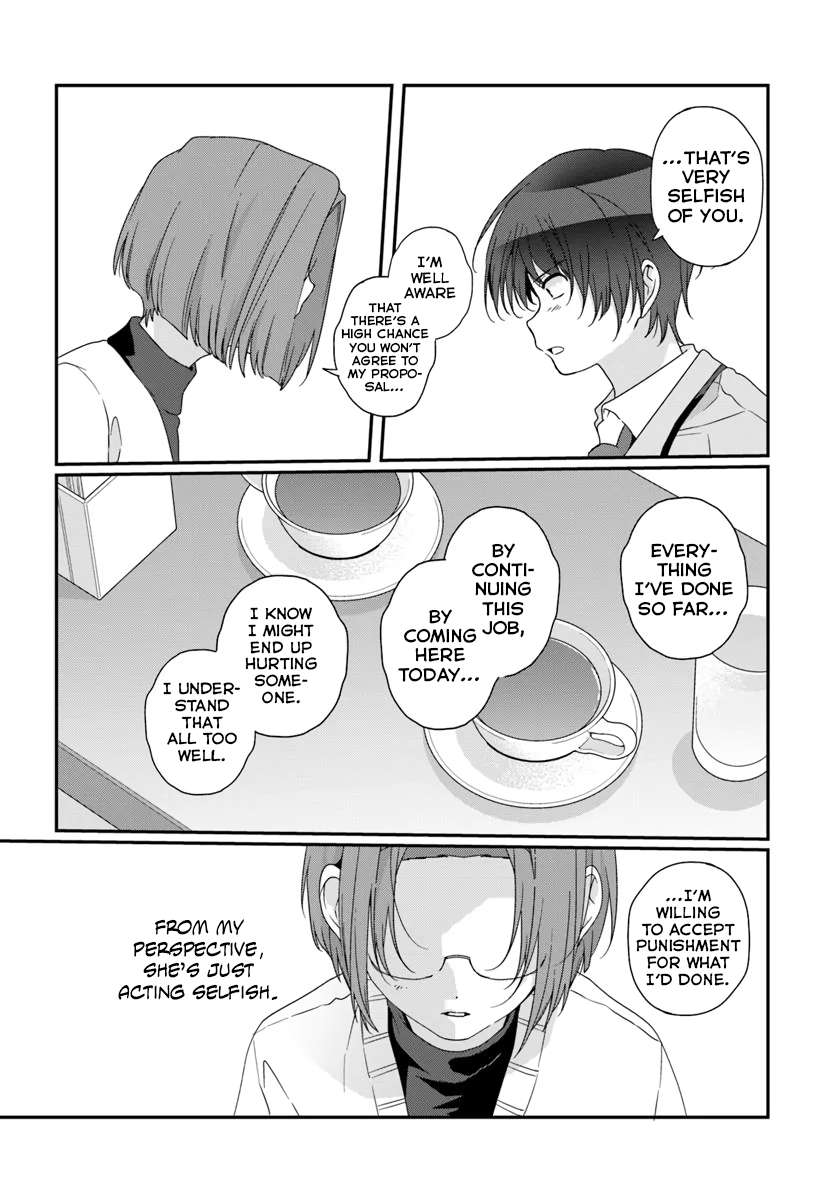 ...THAT'S
VERY
SELFISH
OF YOU.
I'M
WELL
AWARE
THAT
THERE'S A
HIGH CHANCE
YOU WON'T
AGREE TO
MY PROPO-
SAL...
EVERY-
THING
I'VE DONE
SO FAR...
BY
CONTI-
NUING
THIS
JOB,
BY
COMING
HERE
TODAY...
I KNOW
I MIGHT
END UP
HURTING
SOME-
ONE.
I UNDER-
STAND
THAT
ALL TOO
WELL.
...I'M
WILLING
TO ACCEPT
PUNISHMENT
FOR WHAT
I'D DONE.
FROM MY
PERSPECTIVE,
SHE'S JUST
ACTING SELFISH.